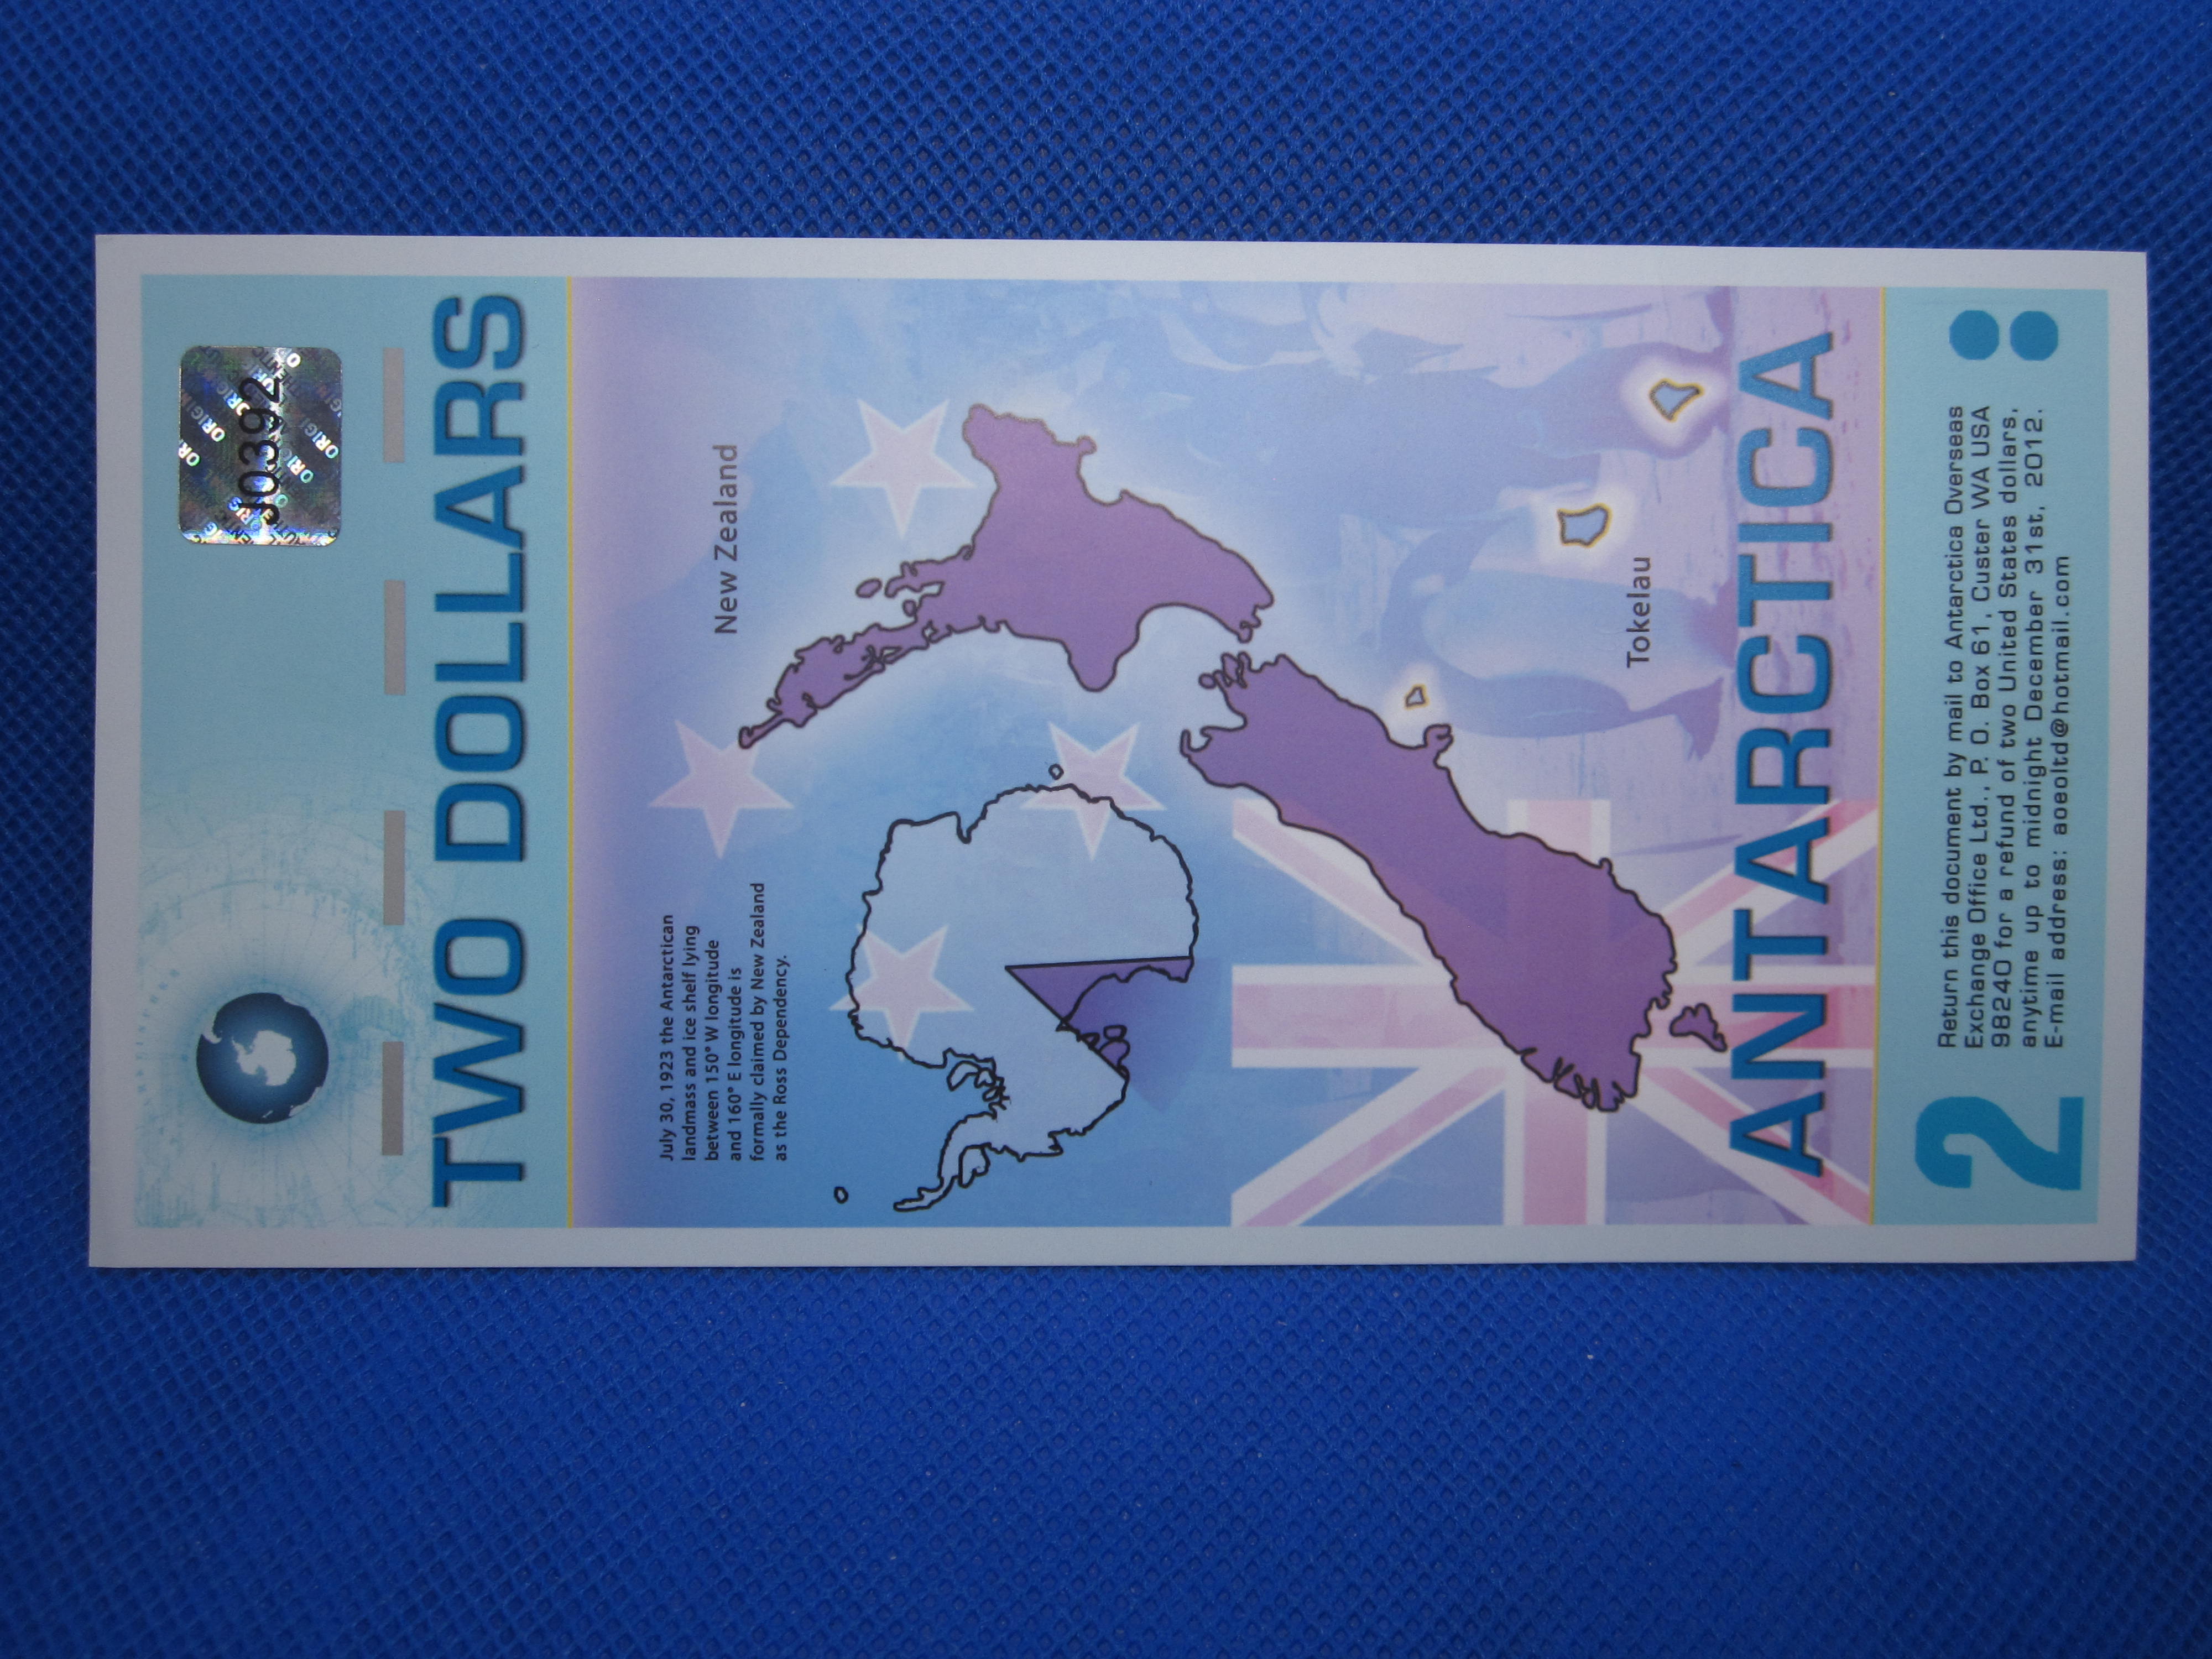 J0392
TWO DOLLARS
July 30, 1923 the Antarctican
landmass and ice shelf lying
between 150° W longitude
and 160° E longitude is
formally claimed by New Zealand
as the Ross Dependency.
New Zealand
Tokelau
ANTARCTICA
2
Return this document by mail to Antarctica Overseas
Exchange Office Ltd., P. O. Box 61, Custer WA USA
98240 for a refund of two United States dollars,
anytime up to midnight December 31st, 2012.
E-mail address: aoeoltd@hotmail.com